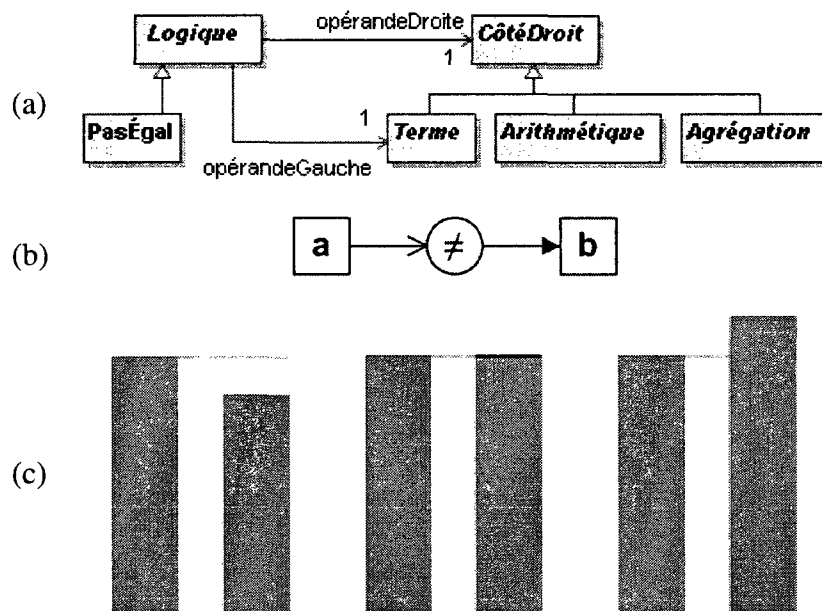 Logique
opérandeDroite
CôtéDroit
1
(a)
PasÉgal
1
Terme
Arithmétique
Agrégation
opérandeGauche
(b)
a
≠
b
(c)